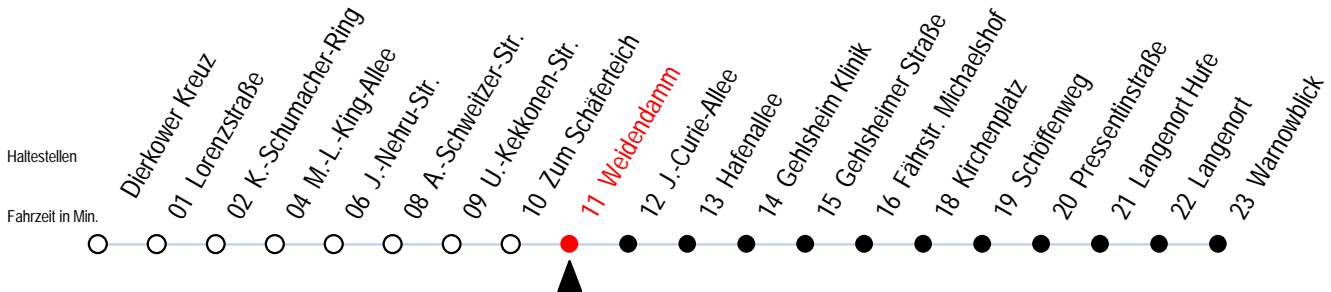 Haltestellen
Fahrzeit in Min.
Dierkower Kreuz
01 Lorenzstraße
02 K.-Schumacher-Ring
04 M.-L.-King-Allee
06 J.-Nehru-Str.
08 A.-Schweitzer-Str.
09 U.-Kekkonen-Str.
10 Zum Schäferteich
11 Weidendamm
12 J.-Curie-Allee
13 Hafenallee
14 Gehlsheim Klinik
15 Gehlsheimer Straße
16 Fährstr. Michaelshof
18 Kirchenplatz
19 Schöffenweg
20 Pressentinstraße
21 Langenort Hufe
22 Langenort
23 Warnowblick